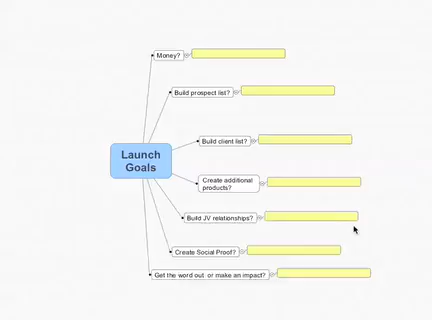 Money?
Build prospect list?
Build client list?
Launch
Goals
Create additional
products?
Build JV relationships?
Create Social Proof?
Get the word out or make an impact?